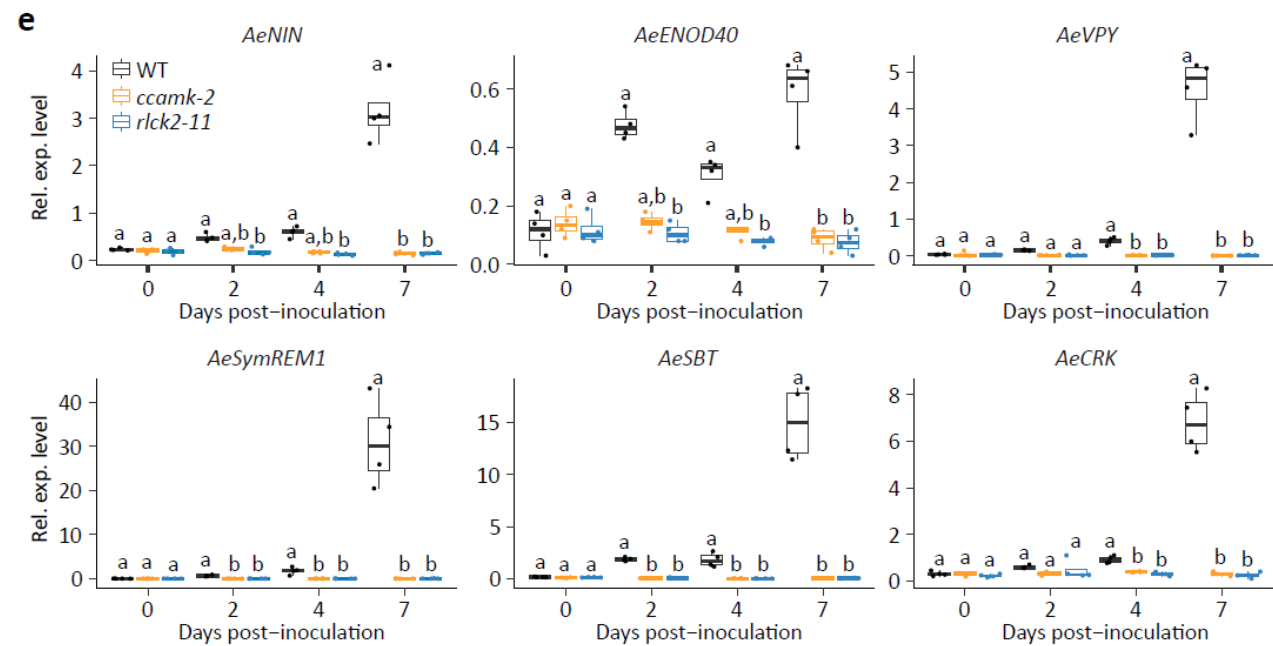 e
AeNIN
AeENOD40
AeVPY
Rel. exp. level
4
3
2
1
0
WT
ccamk-2
rlck2-11
a
a
a,b
b
a
a,b
b
b
b
0
2
4
7
Days post–inoculation
0.6
0.4
0.2
0.0
a
a
a
a
a,b
b
a
a,b
b
a
b
b
0
2
4
7
Days post–inoculation
5
4
3
2
1
0
a
a
a
a
a
a
a
b
b
a
b
b
0
2
4
7
Days post–inoculation
AeSymREM1
AeSBT
AeCRK
Rel. exp. level
40
30
20
10
0
a
a
a
a
b
b
a
b
b
a
b
b
0
2
4
7
Days post–inoculation
15
10
5
0
a
a
a
a
b
b
a
b
b
a
b
b
0
2
4
7
Days post–inoculation
8
6
4
2
0
a
a
a
a
a
a
a
b
b
a
b
b
0
2
4
7
Days post–inoculation